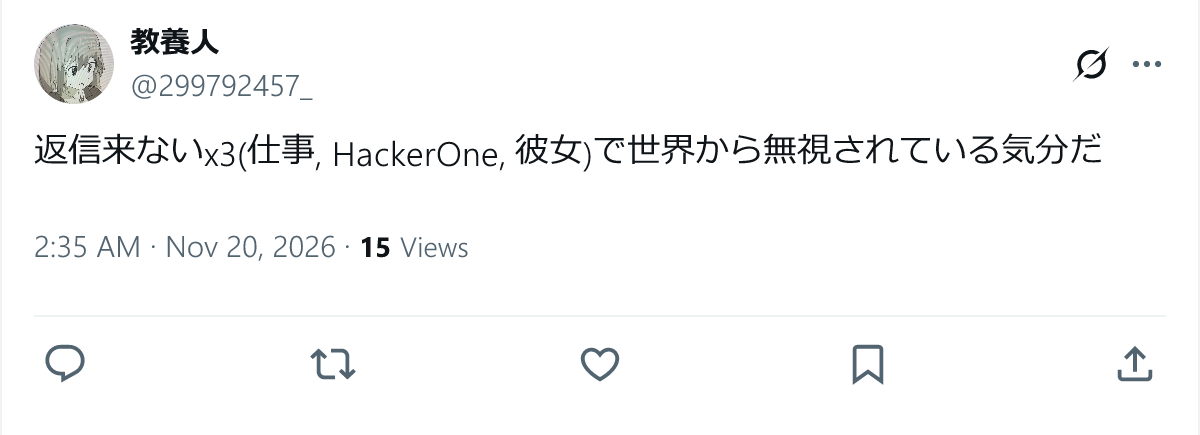 教養人
@299792457_
返信来ないx3(仕事, HackerOne, 彼女)で世界から無視されている気分だ
2:35 AM · Nov 20, 2026 · 15 Views